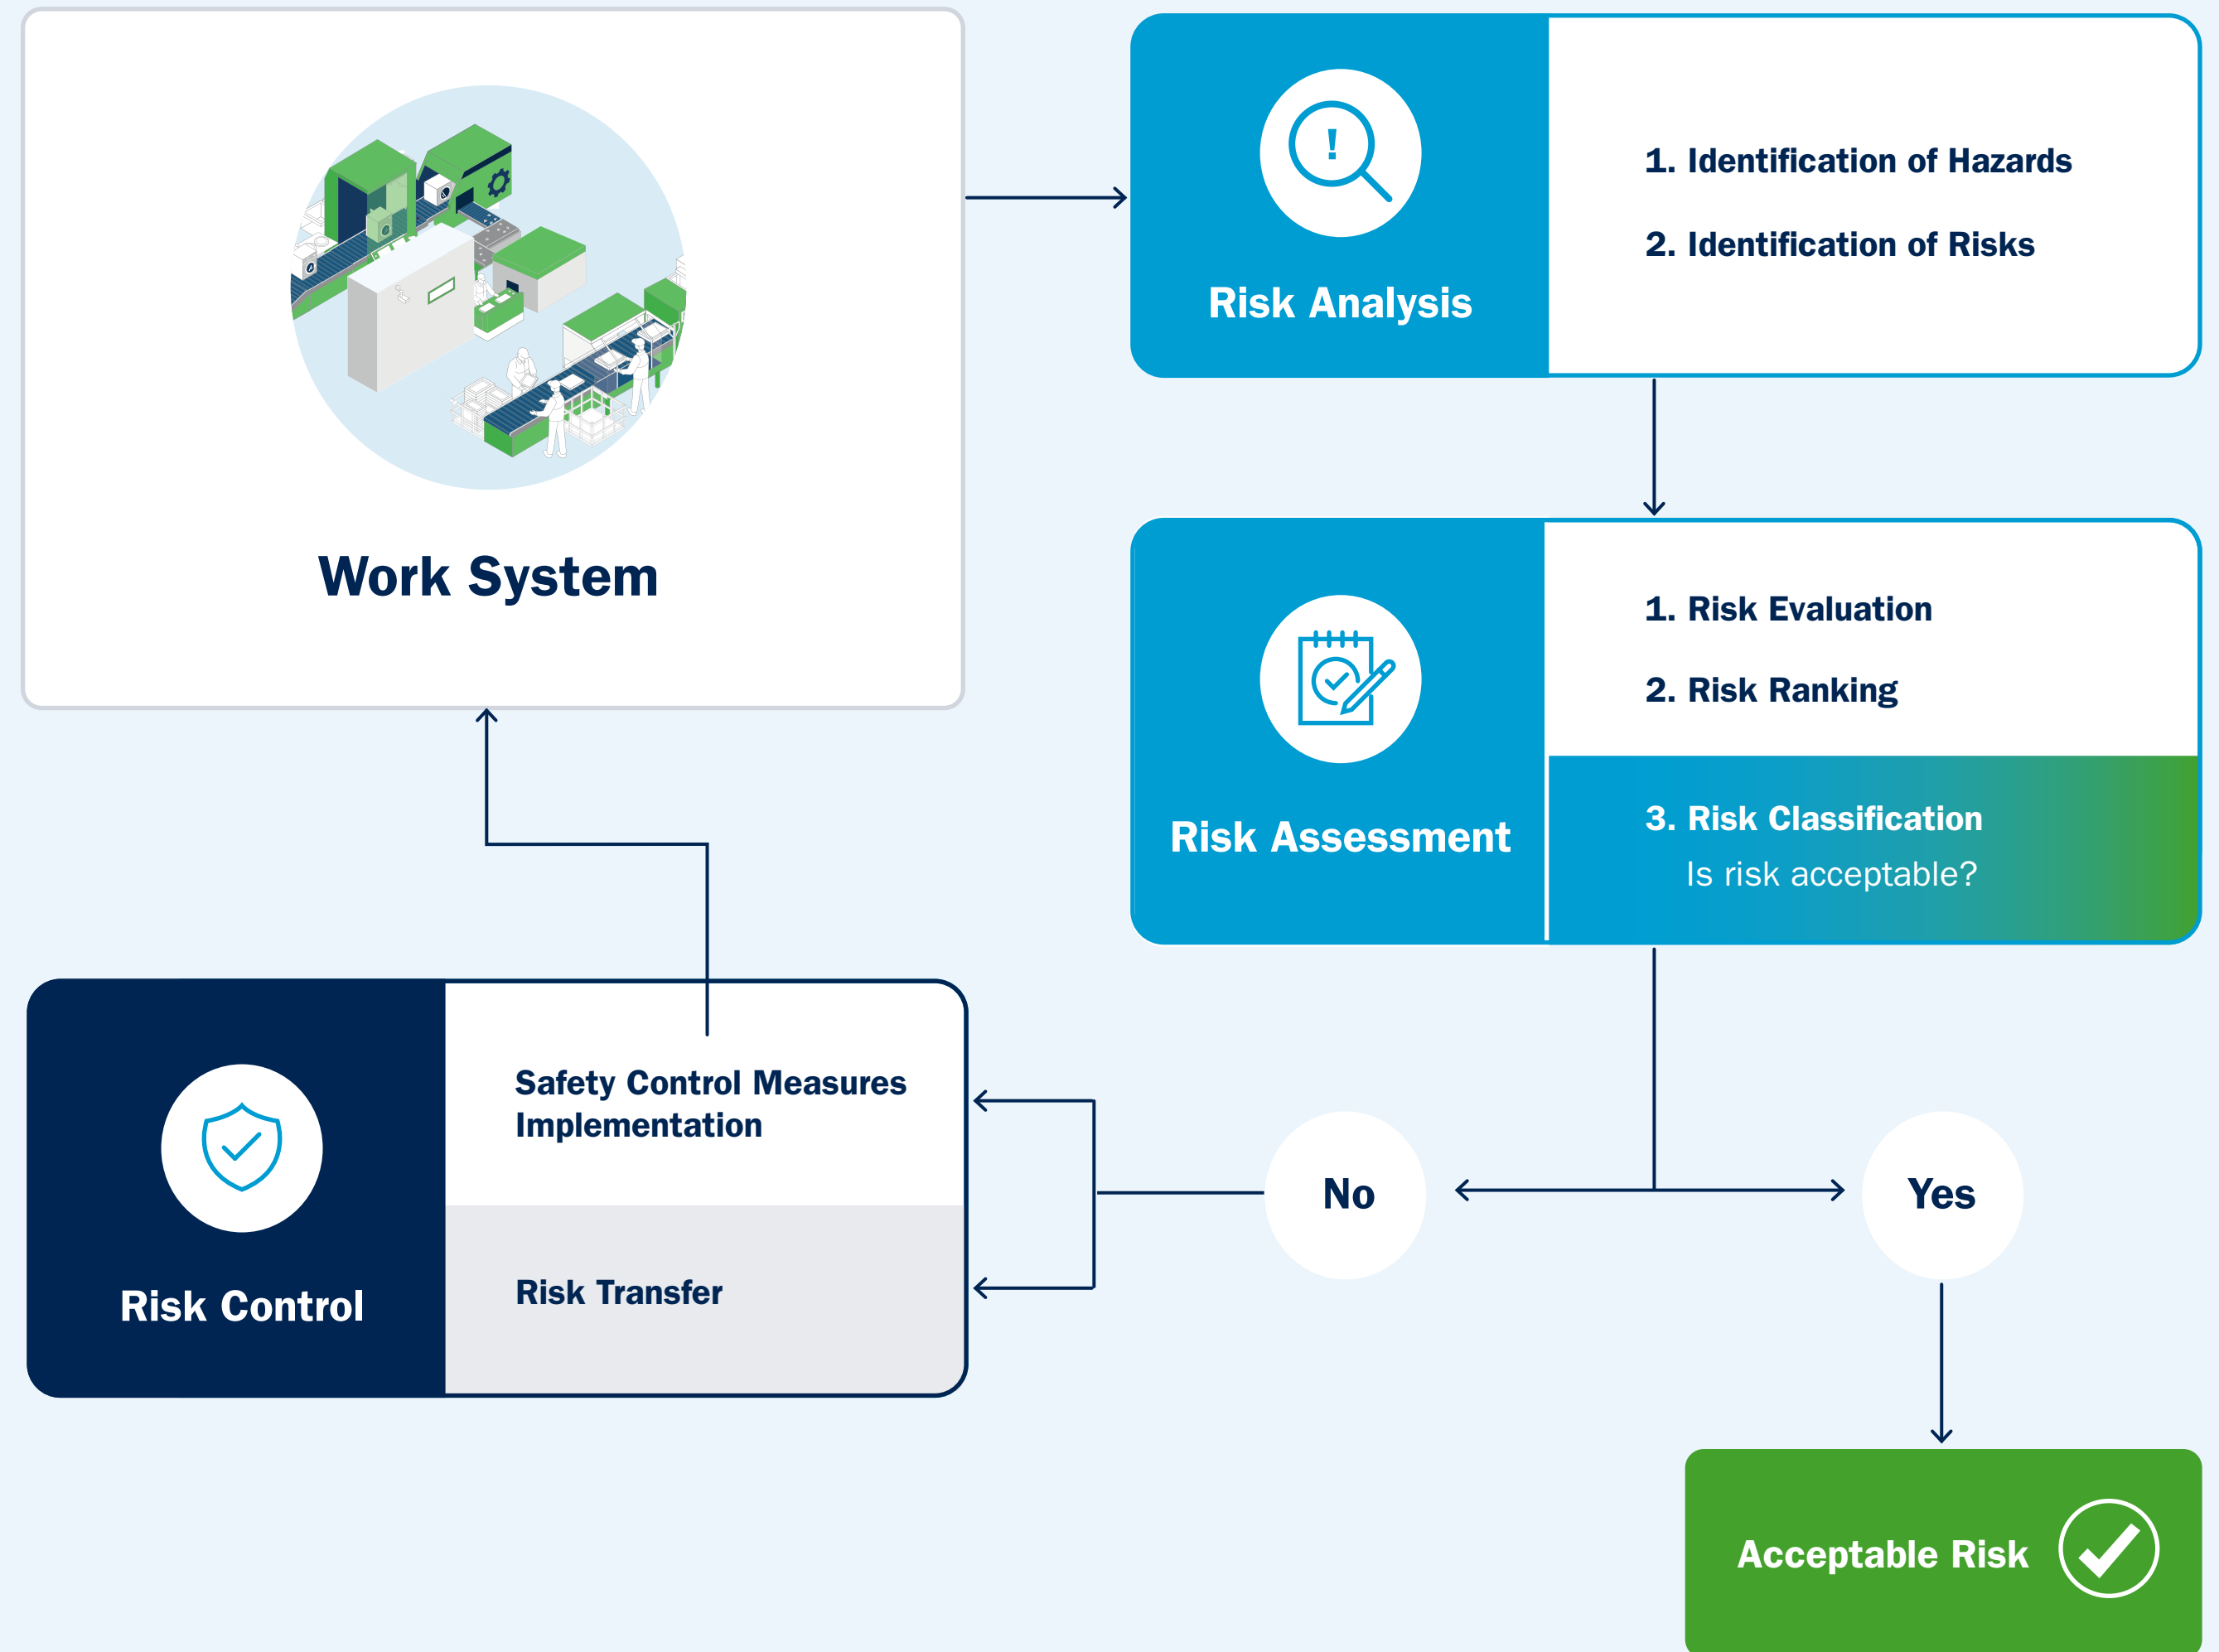 Work System
Risk Analysis
1. Identification of Hazards
2. Identification of Risks
Risk Assessment
1. Risk Evaluation
2. Risk Ranking
3. Risk Classification
Is risk acceptable?
No
Yes
Risk Control
Safety Control Measures
Implementation
Risk Transfer
Acceptable Risk